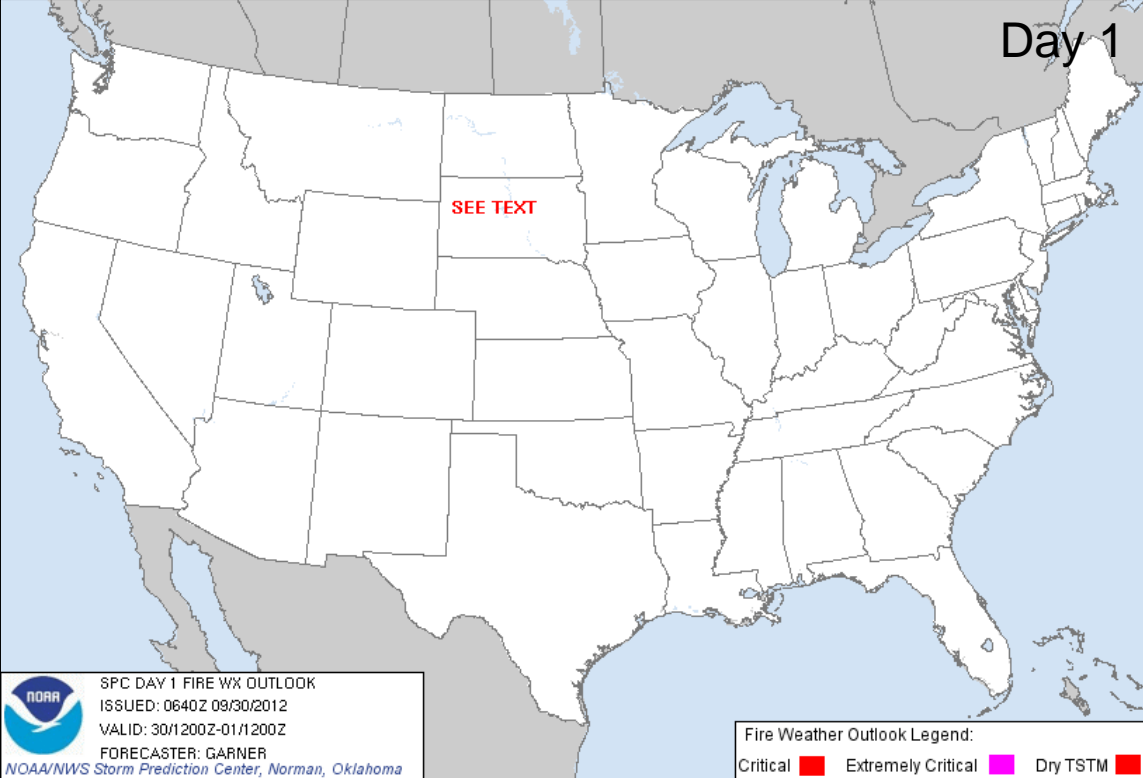 Day 1
SEE TEXT
NOAA
SPC DAY 1 FIRE WX OUTLOOK
ISSUED: 0640Z 09/30/2012
VALID: 30/1200Z-01/1200Z
FORECASTER: GARNER
NOAA/NWS Storm Prediction Center, Norman, Oklahoma
Fire Weather Outlook Legend:
Critical Extremely Critical Dry TSTM